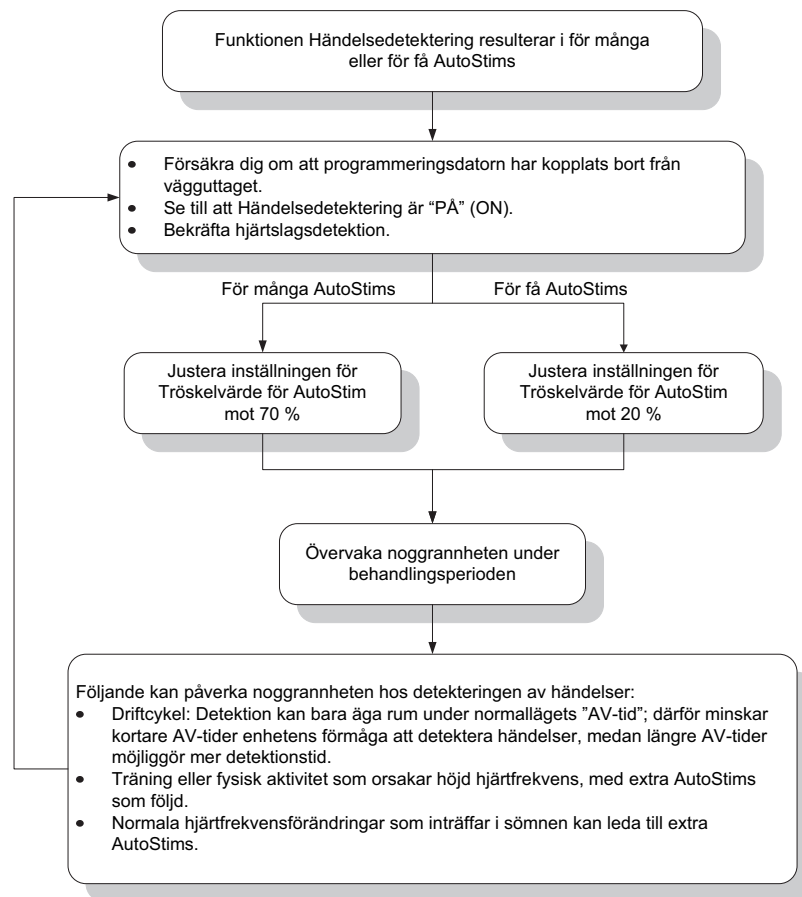 Funktionen Händelsedetektering resulterar i för många
eller för få AutoStims
• Försäkra dig om att programmeringsdatorn har kopplats bort från
vägguttaget.
• Se till att Händelsedetektering är “PÅ” (ON).
• Bekräfta hjärtslagsdetektion.
För många AutoStims
För få AutoStims
Justera inställningen för
Tröskelvärde för AutoStim
mot 70 %
Justera inställningen för
Tröskelvärde för AutoStim
mot 20 %
Övervaka noggrannheten under
behandlingsperioden
Följande kan påverka noggrannheten hos detekteringen av händelser:
• Driftcykel: Detektion kan bara äga rum under normallägets ”AV-tid”; därför minskar
kortare AV-tider enhetens förmåga att detektera händelser, medan längre AV-tider
möjliggör mer detektionstid.
• Träning eller fysisk aktivitet som orsakar höjd hjärtfrekvens, med extra AutoStims
som följd.
• Normala hjärtfrekvensförändringar som inträffar i sömnen kan leda till extra
AutoStims.